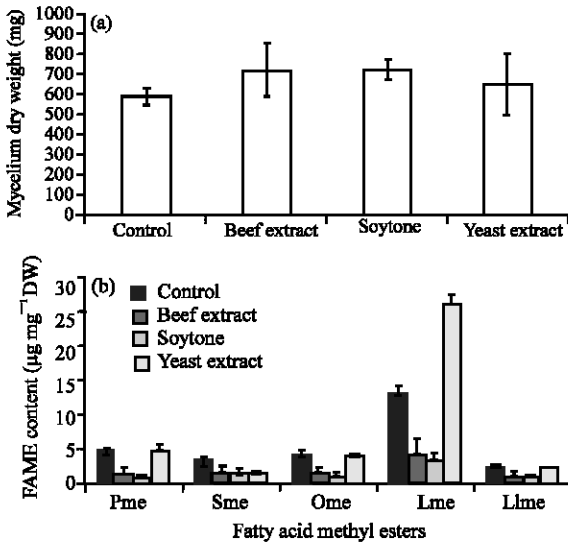 (a)
Mycelium dry weight (mg)
1000
900
800
700
600
500
400
300
200
100
0
Control Beef extract Soytone Yeast extract
(b)
FAME content (µg mg⁻¹ DW)
30
25
20
15
10
5
0
Control
Beef extract
Soytone
Yeast extract
Pme Sme Ome Lme Llme
Fatty acid methyl esters